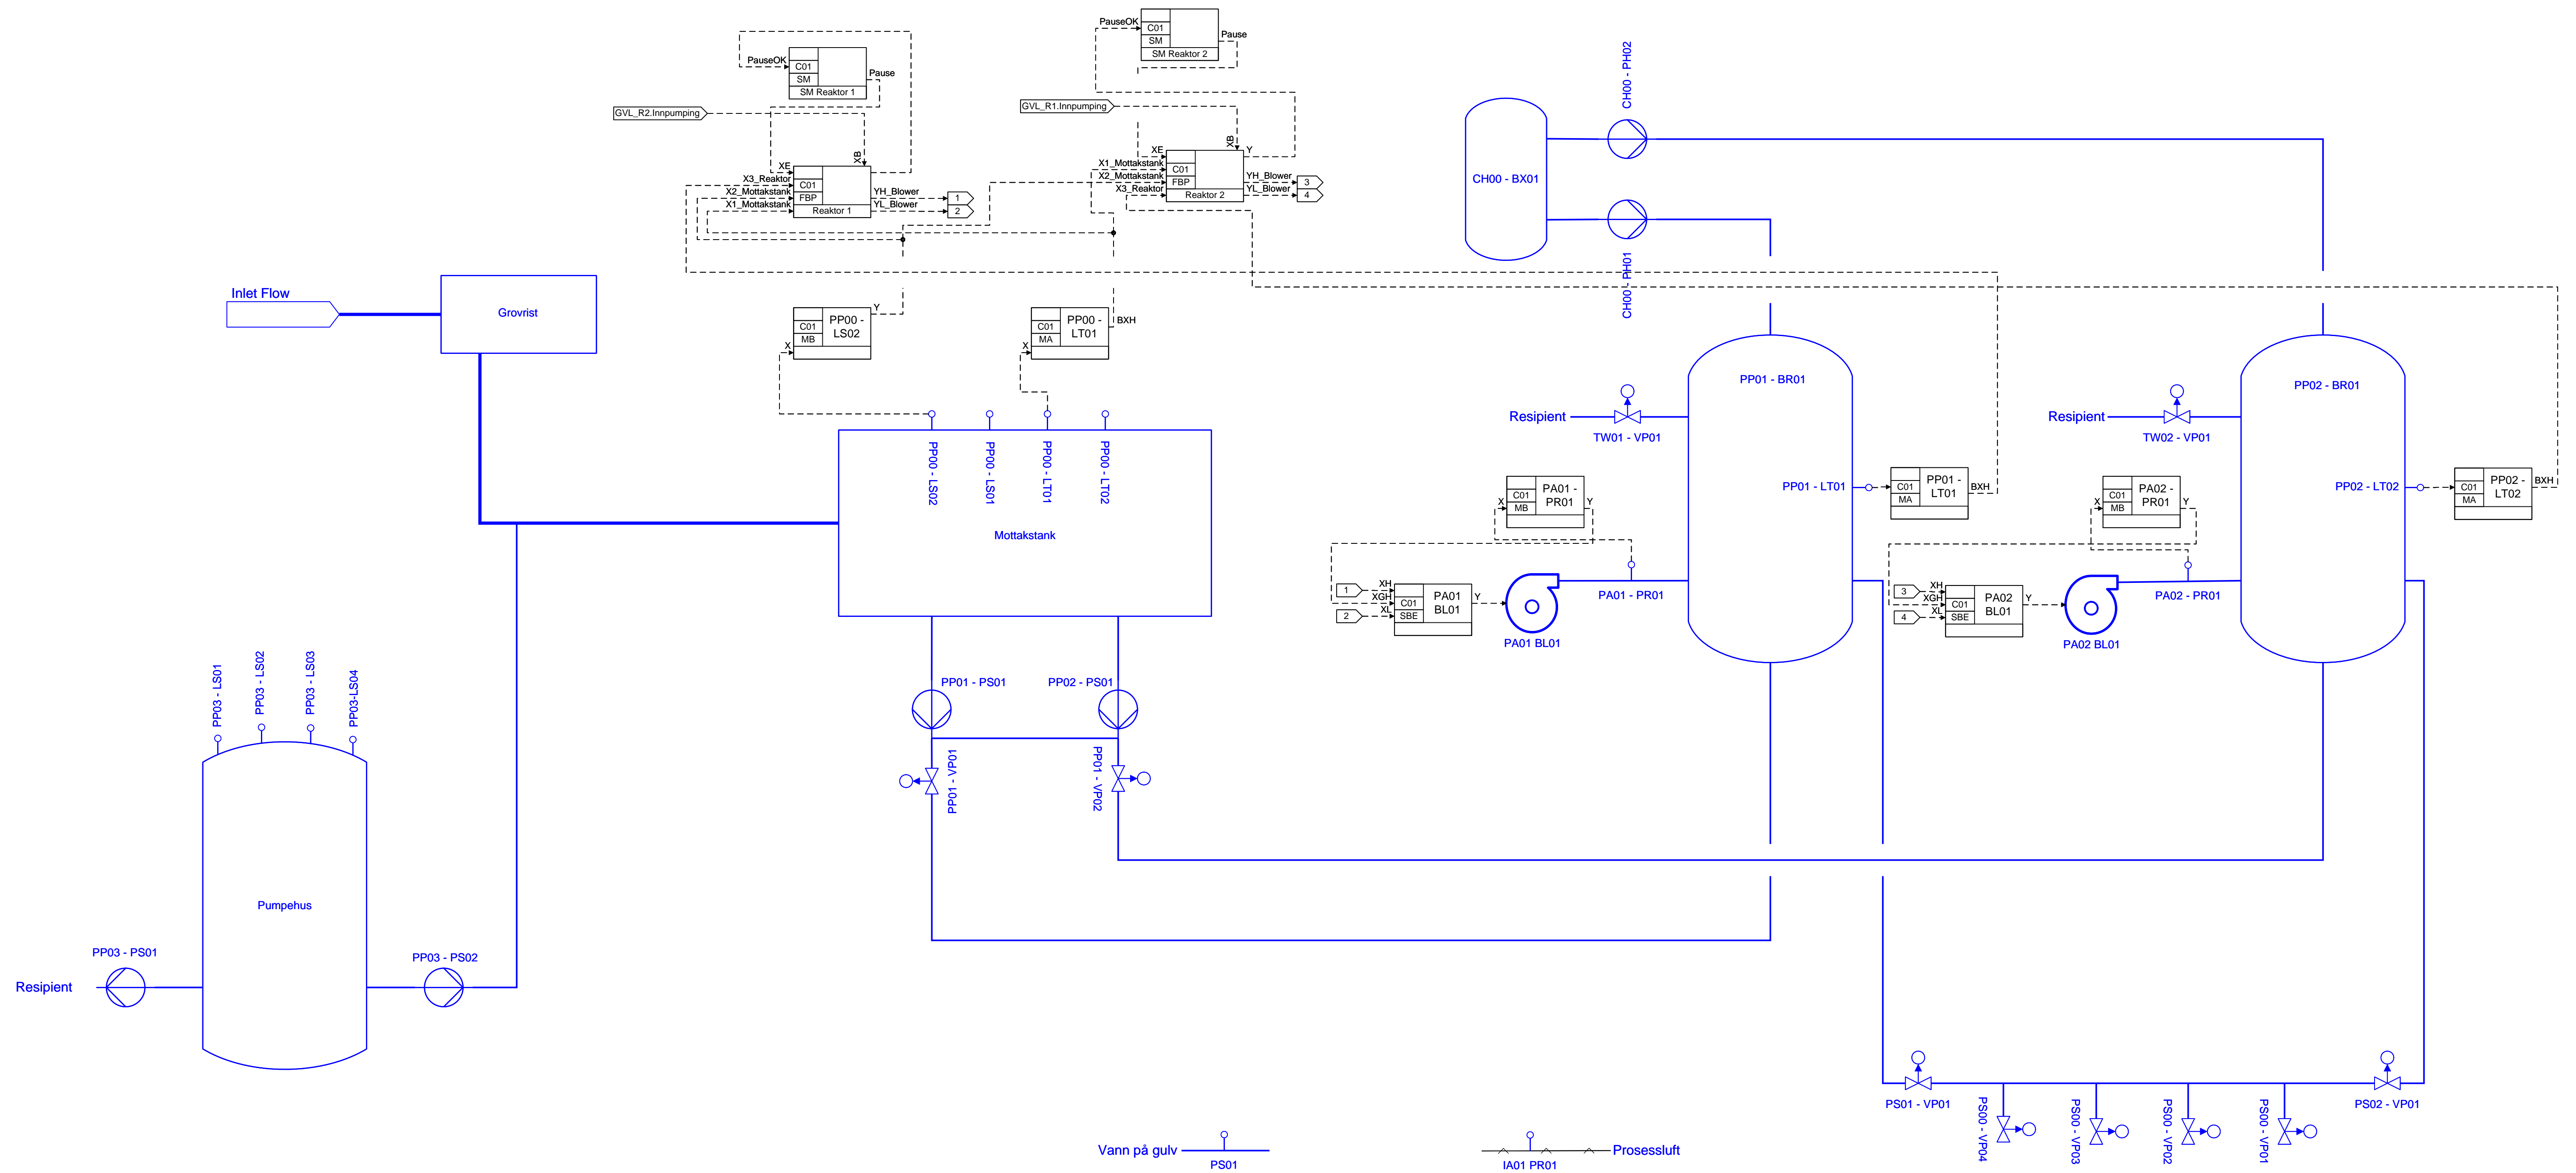 PauseOK
C01
SM
SM Reaktor 2
Pause
PauseOK
C01
SM
SM Reaktor 1
Pause
GVL_R2.Innpumping
GVL_R1.Innpumping
CH00 - PH02
CH00 - BX01
CH00 - PH01
XB
XE
X3_Reaktor
X2_Mottakstank
X1_Mottakstank
C01
FBP
Reaktor 1
YH_Blower
YL_Blower
1
2
XB
XE
X1_Mottakstank
X2_Mottakstank
X3_Reaktor
C01
FBP
Reaktor 2
Y
YH_Blower
YL_Blower
3
4
Inlet Flow
Grovrist
X
C01
MB
PP00 -
LS02
Y
X
C01
MA
PP00 -
LT01
BXH
PP00 - LS02
PP00 - LS01
PP00 - LT01
PP00 - LT02
Mottakstank
PP01 - BR01
PP02 - BR01
Resipient
TW01 - VP01
Resipient
TW02 - VP01
PP01 - LT01
C01
MA
PP01 -
LT01
BXH
PP02 - LT02
C01
MA
PP02 -
LT02
BXH
X
C01
MB
PA01 -
PR01
Y
X
C01
MB
PA02 -
PR01
Y
1
2
XH
XGH
XL
C01
SBE
PA01
BL01
Y
PA01 BL01
PA01 - PR01
3
4
XH
XGH
XL
C01
SBE
PA02
BL01
Y
PA02 BL01
PA02 - PR01
PP01 - PS01
PP02 - PS01
PP01 - VP01
PP01 - VP02
PP03 - LS01
PP03 - LS02
PP03 - LS03
PP03-LS04
Pumpehus
PP03 - PS01
PP03 - PS02
Resipient
PS01 - VP01
PS00 - VP04
PS00 - VP03
PS00 - VP02
PS00 - VP01
PS02 - VP01
Vann på gulv
PS01
IA01 PR01
Prosessluft